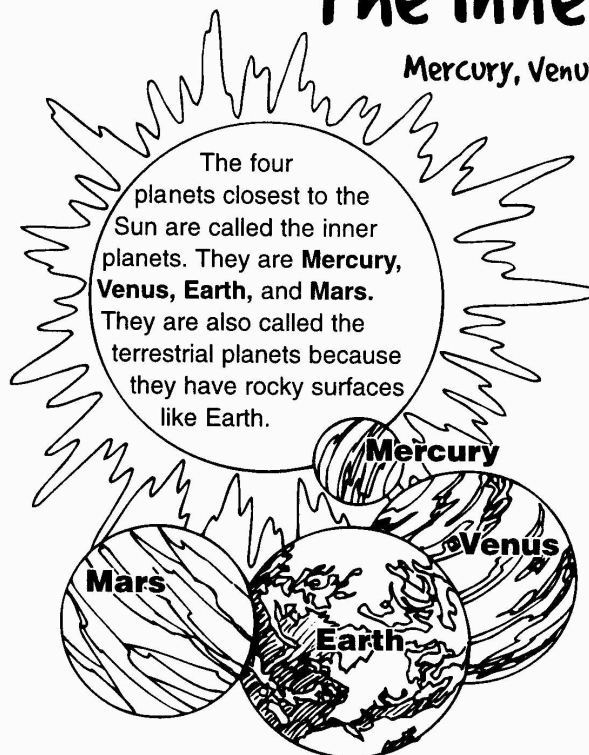 The Inne
Mercury, Venu
The four
planets closest to the
Sun are called the inner
planets. They are Mercury,
Venus, Earth, and Mars.
They are also called the
terrestrial planets because
they have rocky surfaces
like Earth.
Mercury
Venus
Mars
Earth